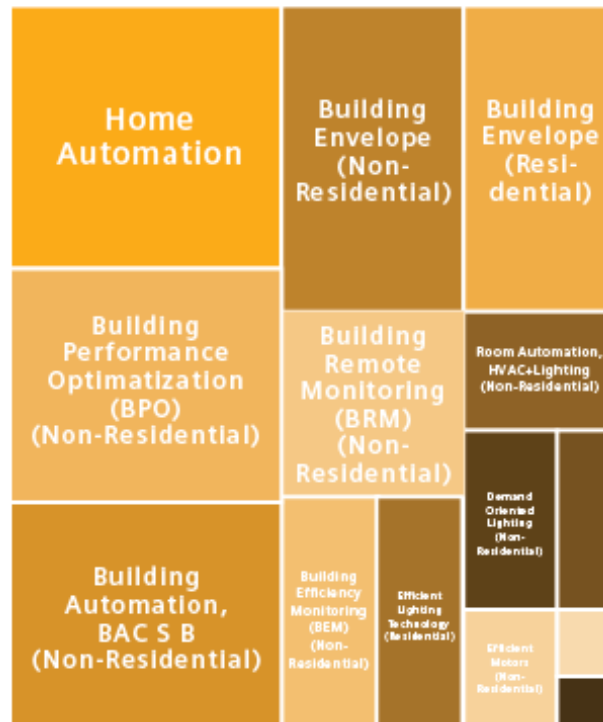 Home
Automation
Building
Envelope
(Non-
Residential)
Building
Envelope
(Resi-
dential)
Building
Performance
Optimatization
(BPO)
(Non-Residential)
Building
Remote
Monitoring
(BRM)
(Non-
Residential)
Room Automation,
HVAC+Lighting
(Non-Residential)
Demand
Oriented
Lighting
(Non-
Residential)
Building
Automation,
BAC S B
(Non-Residential)
Building
Efficiency
Monitoring
(BEM)
(Non-
Residential)
Efficient
Lighting
Technology
(Residential)
Efficient
Motors
(Non-
Residential)